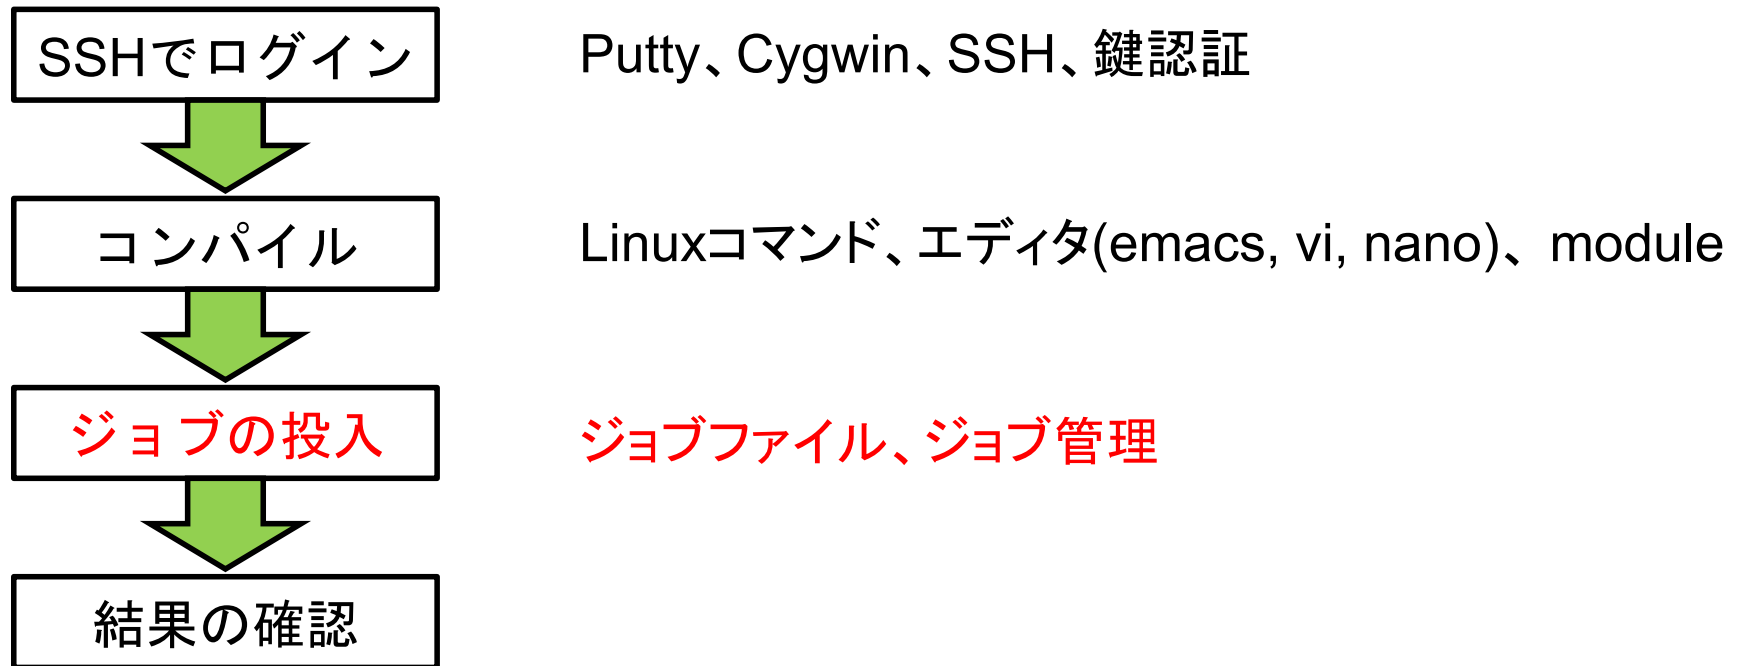 SSHでログイン
Putty、Cygwin、SSH、鍵認証
コンパイル
Linuxコマンド、エディタ(emacs, vi, nano)、module
ジョブの投入
ジョブファイル、ジョブ管理
結果の確認